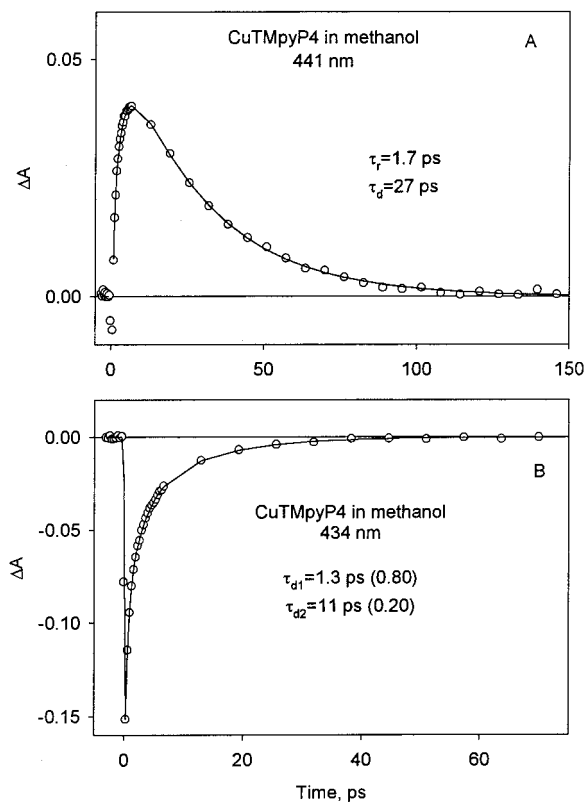 CuTMpyP4 in methanol
A
441 nm
0.05
τr=1.7 ps
τd=27 ps
ΔA
0.00
0
50
100
150
0.00
B
CuTMpyP4 in methanol
434 nm
-0.05
ΔA
τd1=1.3 ps (0.80)
τd2=11 ps (0.20)
-0.10
-0.15
0
20
40
60
Time, ps